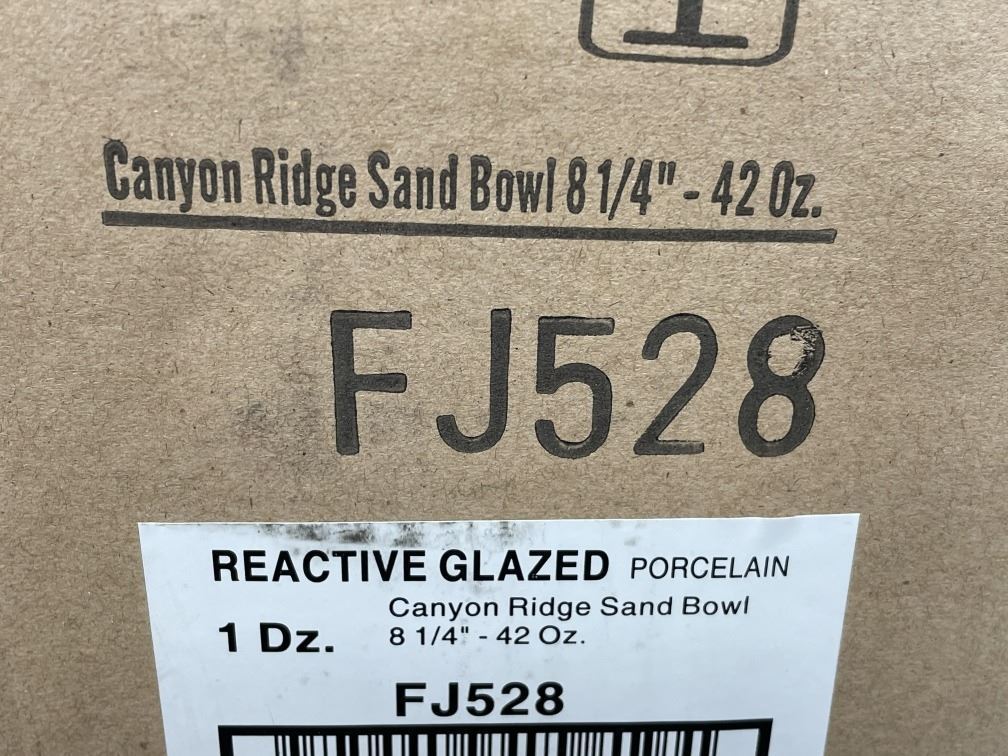 Canyon Ridge Sand Bowl 8 1/4" - 42 Oz.
FJ528
REACTIVE GLAZED PORCELAIN
1 Dz.
Canyon Ridge Sand Bowl
8 1/4" - 42 Oz.
FJ528